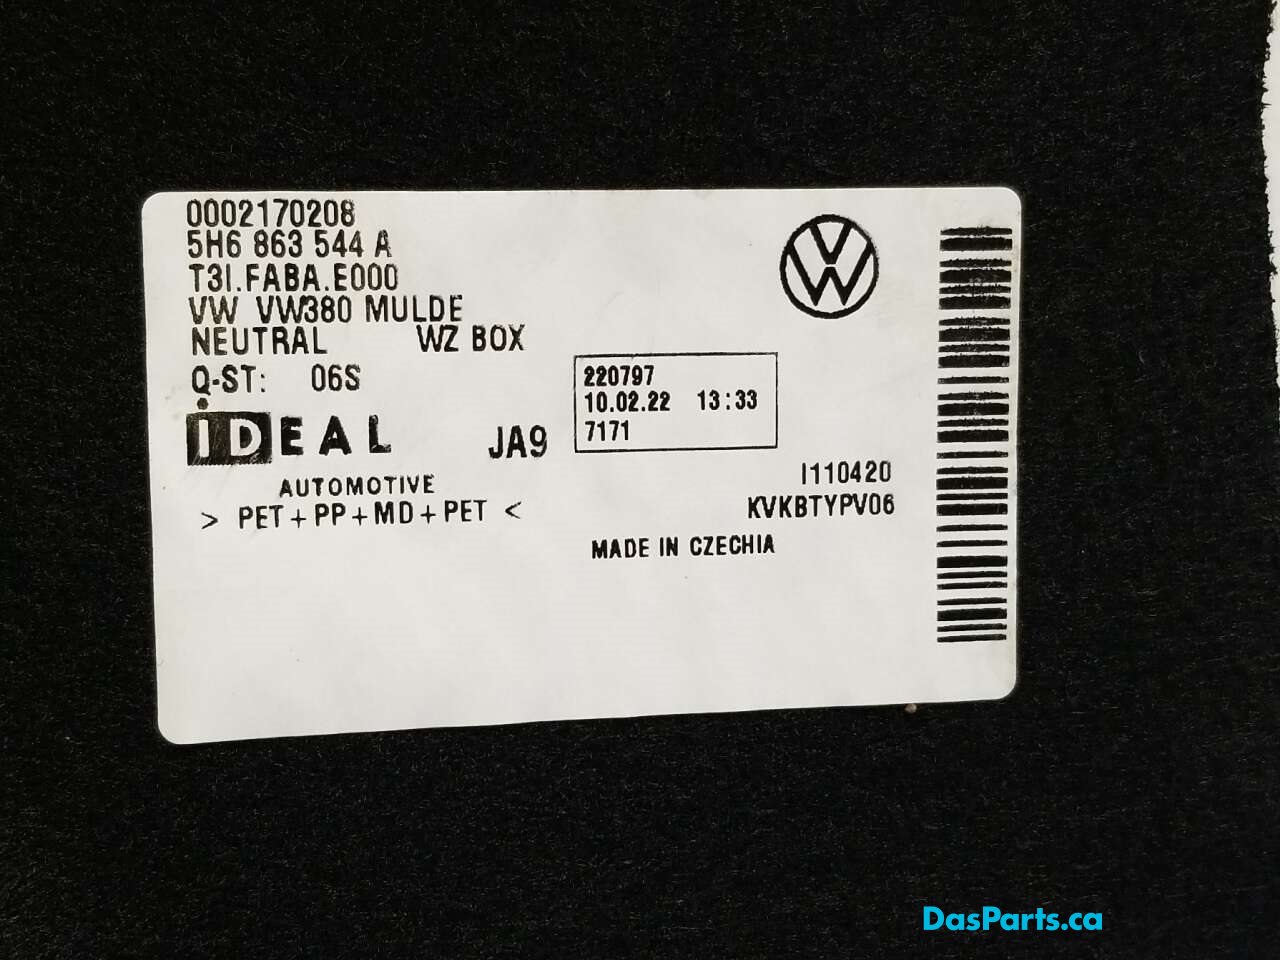 0002170208
5H6 863 544 A
T3I.FABA.E000
VW VW380 MULDE
NEUTRAL WZ BOX
Q-ST: 06S
220797
10.02.22 13:33
7171
iDEAL JA9
AUTOMOTIVE
I110420
> PET+PP+MD+PET <
KVKBTYPV06
MADE IN CZECHIA
DasParts.ca